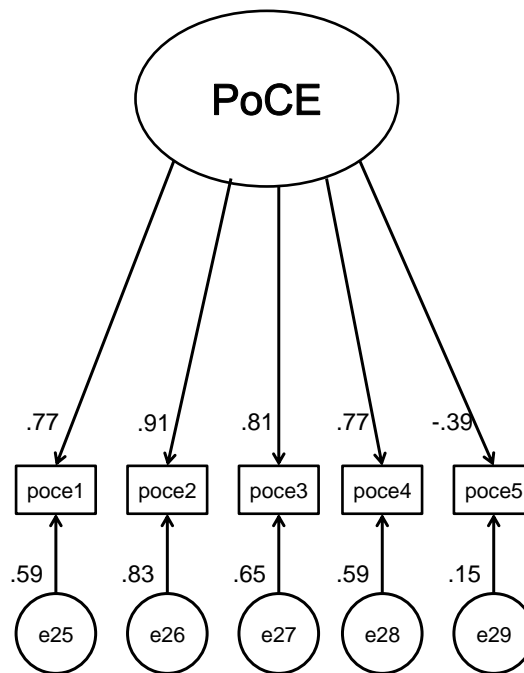 PoCE
.77 .91 .81 .77 -.39
poce1 poce2 poce3 poce4 poce5
.59 .83 .65 .59 .15
e25 e26 e27 e28 e29